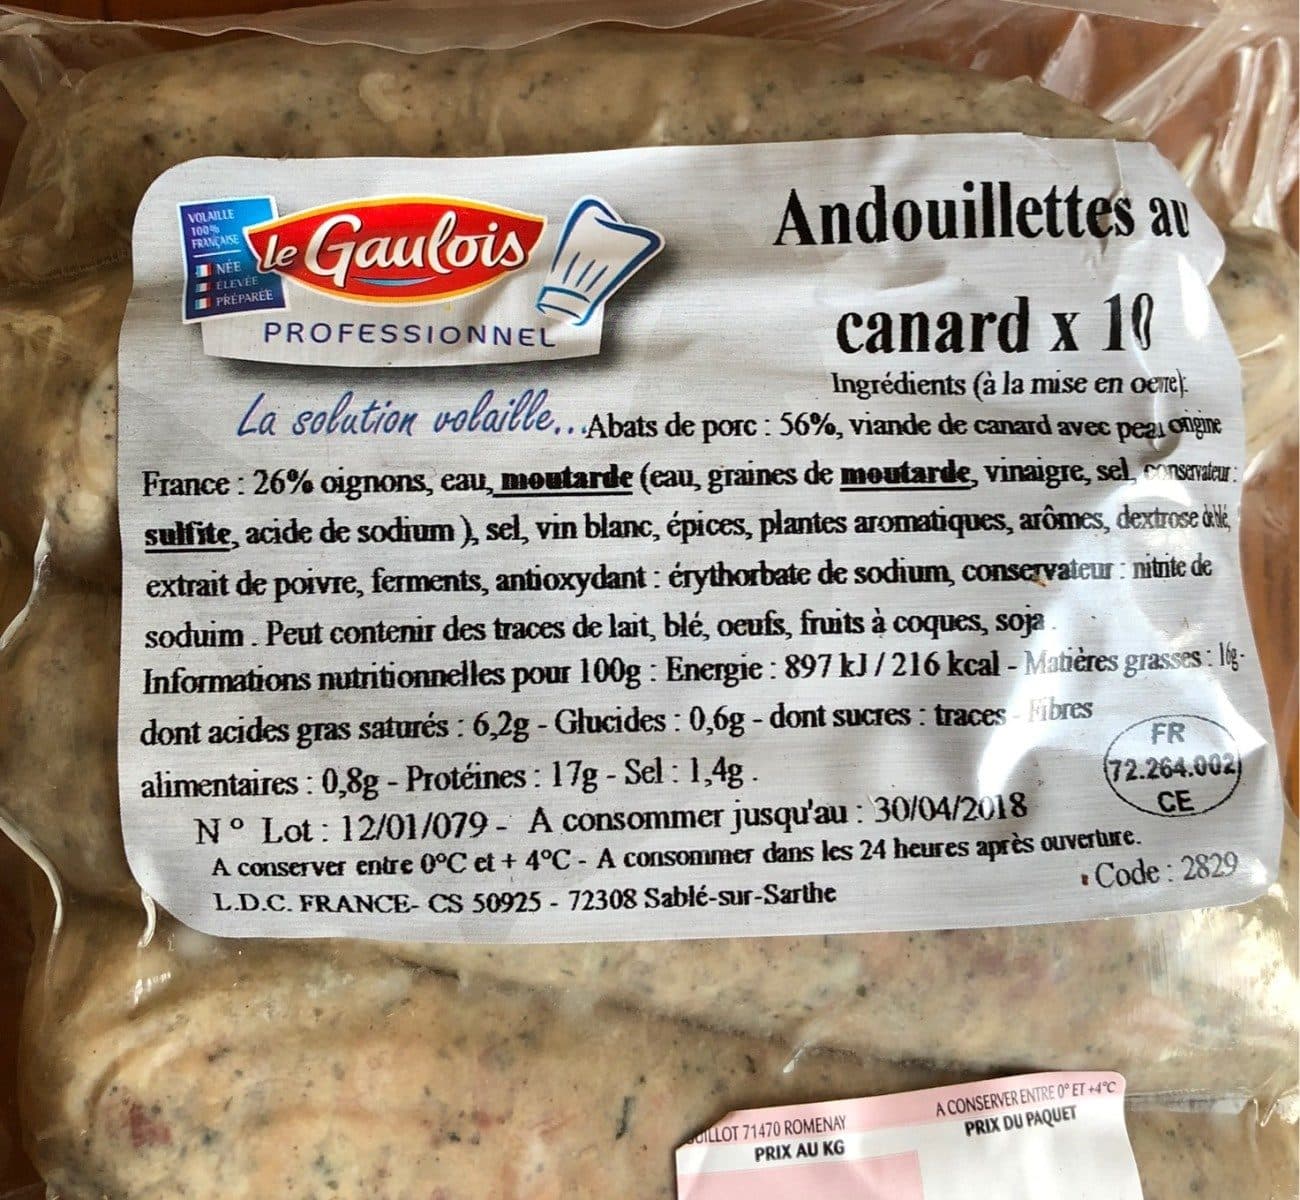 VOLAILLE
100%
FRANÇAISE
NÉE
ÉLEVÉE
PRÉPARÉE
le Gaulois
PROFESSIONNEL
La solution volaille...
Andouillettes au
canard x 10
Ingrédients (à la mise en oevre):
Abats de porc : 56%, viande de canard avec peau origine
France : 26% oignons, eau, moutarde (eau, graines de moutarde, vinaigre, sel, conservateur :
sulfite, acide de sodium ), sel, vin blanc, épices, plantes aromatiques, arômes, dextrose de blé,
extrait de poivre, ferments, antioxydant : érythorbate de sodium, conservateur : nitrite de
soduim . Peut contenir des traces de lait, blé, oeufs, fruits à coques, soja .
Informations nutritionnelles pour 100g : Energie : 897 kJ / 216 kcal - Matières grasses : 16g-
dont acides gras saturés : 6,2g - Glucides : 0,6g - dont sucres : traces - Fibres
alimentaires : 0,8g - Protéines : 17g - Sel : 1,4g .
FR
72.264.002
CE
N° Lot : 12/01/079 - A consommer jusqu'au : 30/04/2018
A conserver entre 0°C et + 4°C - A consommer dans les 24 heures après ouverture.
L.D.C. FRANCE- CS 50925 - 72308 Sablé-sur-Sarthe
Code : 2829
71470 ROMENAY
PRIX AU KG
A CONSERVER ENTRE 0° ET +4°C
PRIX DU PAQUET